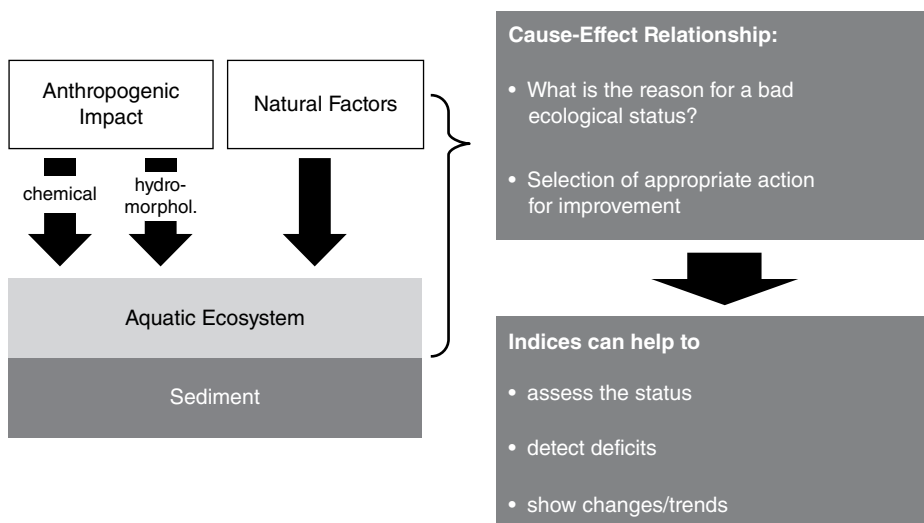 Anthropogenic
Impact
Natural Factors
chemical
hydro-
morphol.
Aquatic Ecosystem
Sediment
Cause-Effect Relationship:
• What is the reason for a bad
ecological status?
• Selection of appropriate action
for improvement
Indices can help to
• assess the status
• detect deficits
• show changes/trends